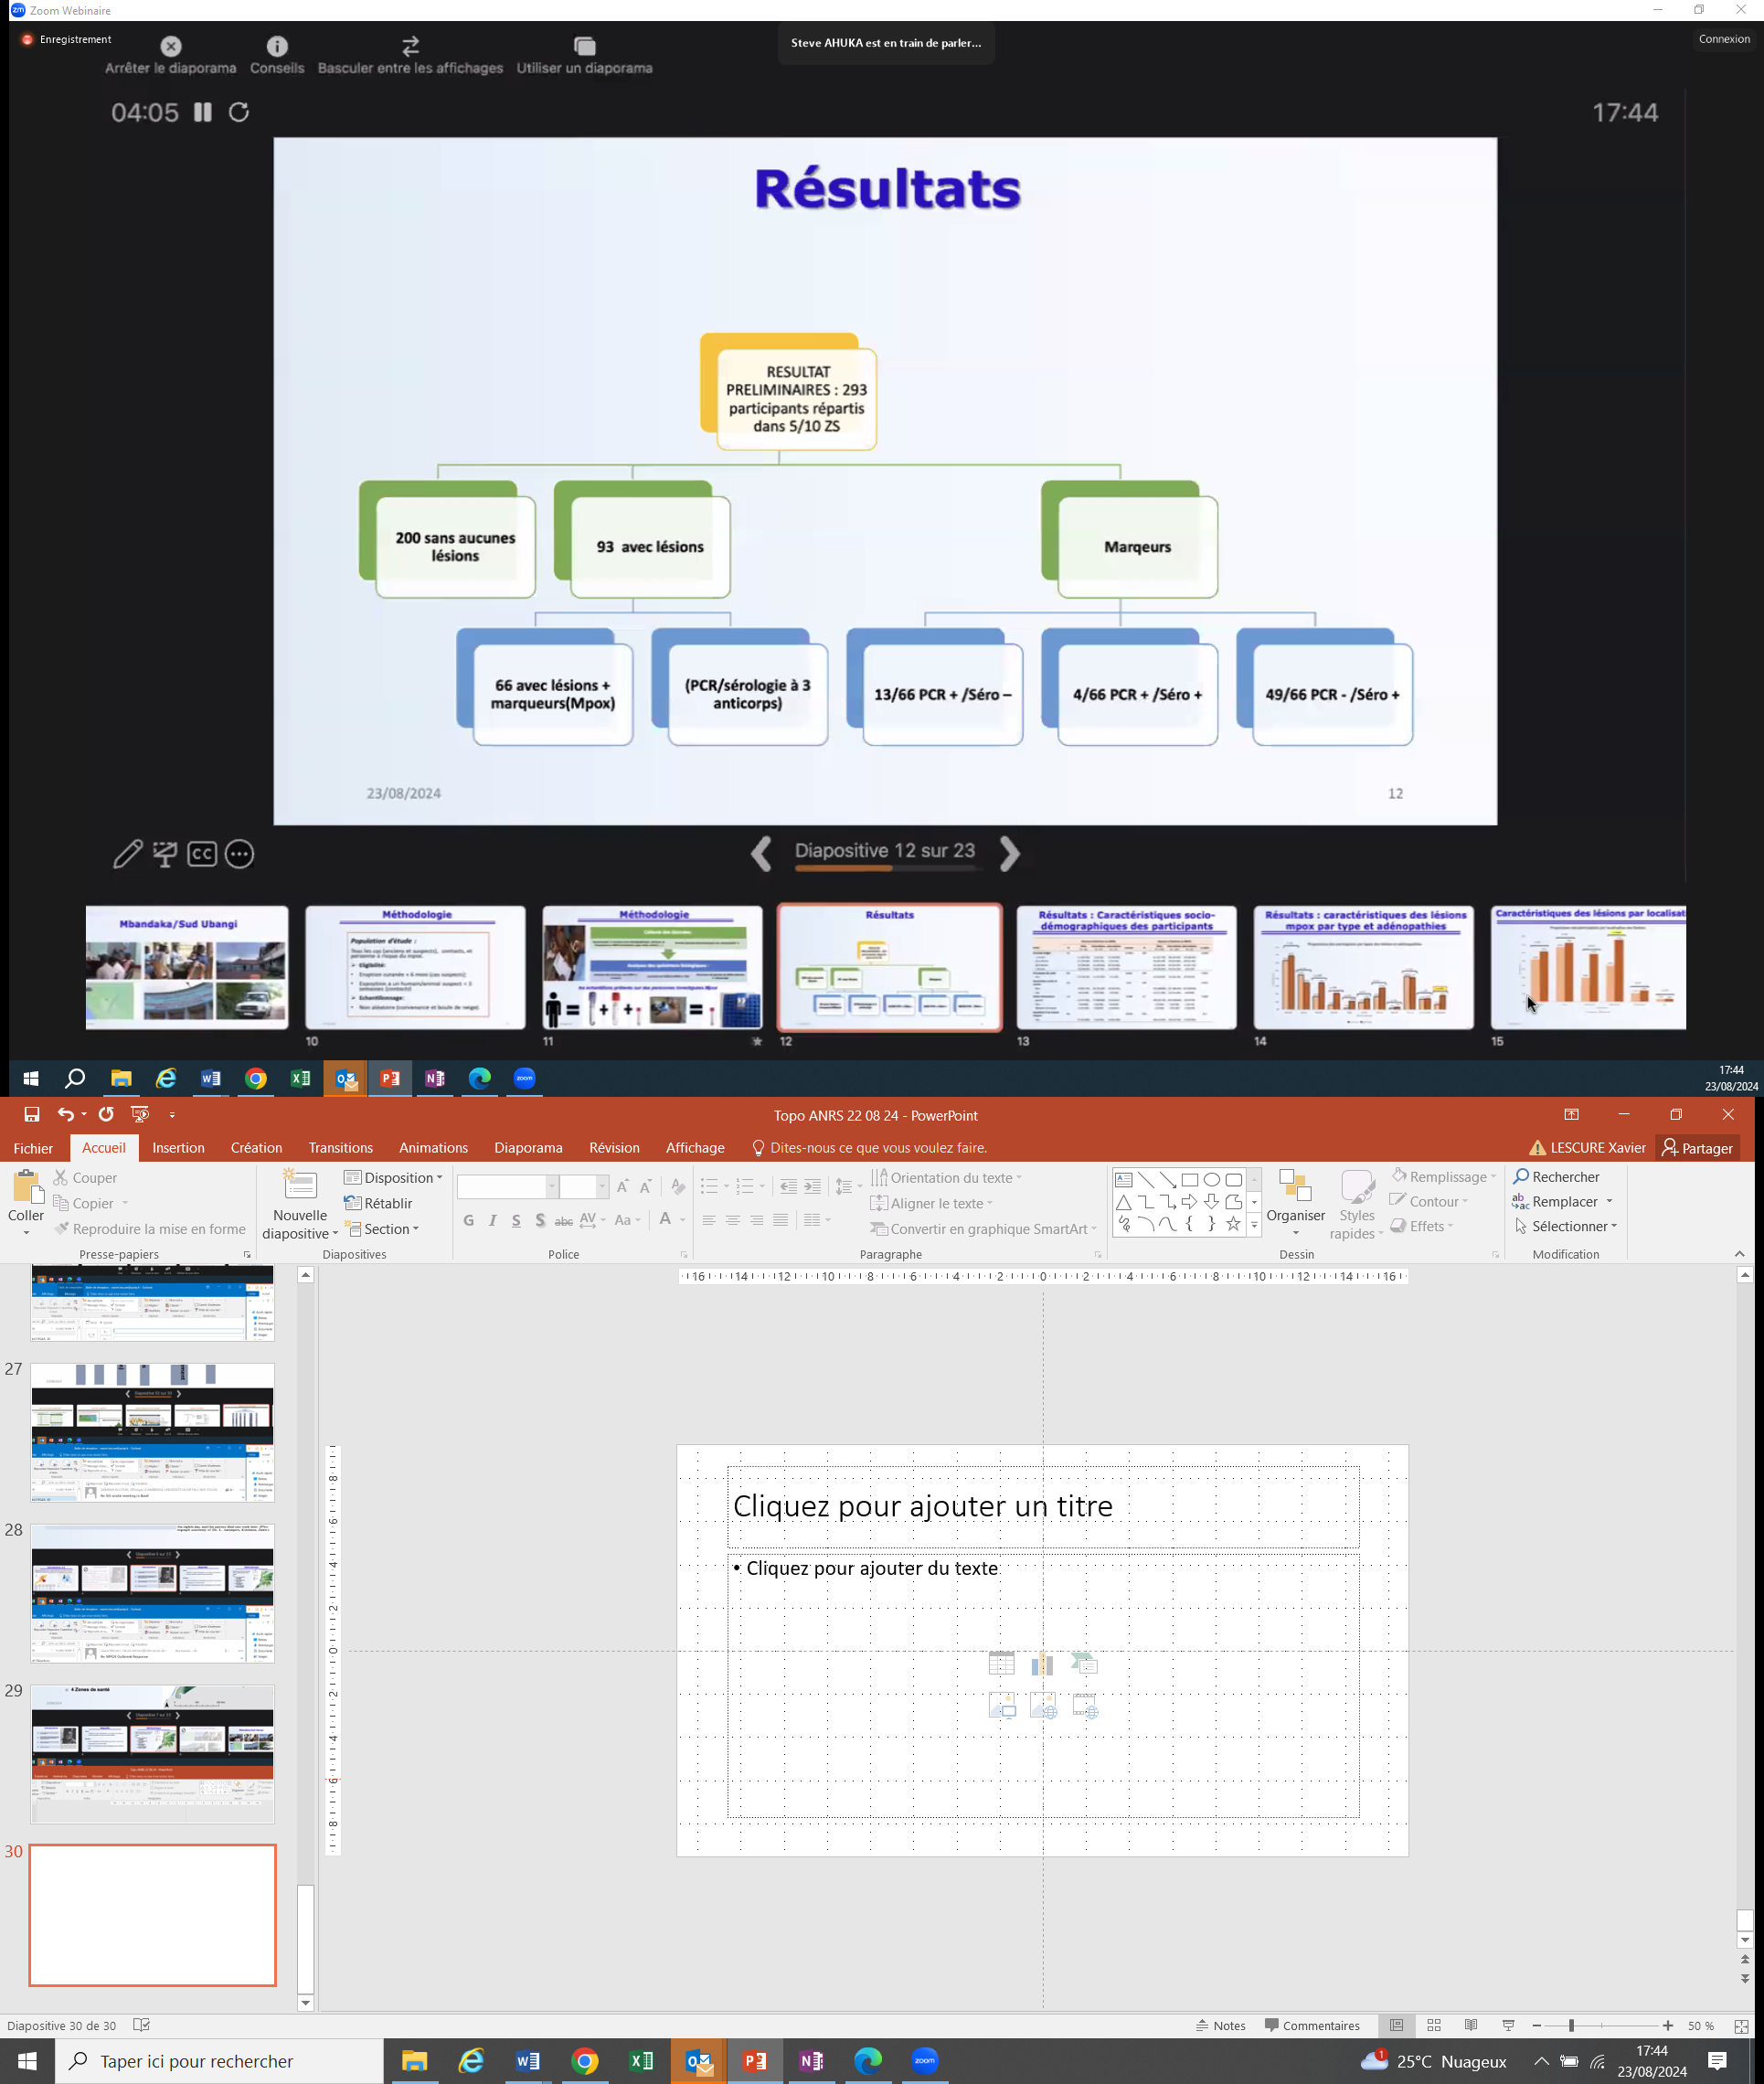 Zoom Webinaire
Enregistrement
Steve AHUKA est en train de parler...
Connexion
Arrêter le diaporama
Conseils
Basculer entre les affichages
Utiliser un diaporama
04:05
17:44
Résultats
RESULTAT
PRELIMINAIRES : 293
participants répartis
dans 5/10 ZS
200 sans aucunes
lésions
93 avec lésions
Marqeurs
66 avec lésions +
marqueurs(Mpox)
(PCR/sérologie à 3
anticorps)
13/66 PCR + /Séro –
4/66 PCR + /Séro +
49/66 PCR - /Séro +
23/08/2024
12
Diapositive 12 sur 23
Mbandaka/Sud Ubangi
Méthodologie
Population d'étude :
Méthodologie
Résultats
Résultats : Caractéristiques socio-
démographiques des participants
Résultats : caractéristiques des lésions
mpox par type et adénopathies
Caractéristiques des lésions par localisat
10
11
12
13
14
15
17:44
23/08/2024
Topo ANRS 22 08 24 - PowerPoint
Fichier
Accueil
Insertion
Création
Transitions
Animations
Diaporama
Révision
Affichage
Dites-nous ce que vous voulez faire.
LESCURE Xavier
Partager
Coller
Couper
Copier
Reproduire la mise en forme
Presse-papiers
Nouvelle
diapositive
Disposition
Rétablir
Section
Diapositives
Police
Orientation du texte
Aligner le texte
Convertir en graphique SmartArt
Paragraphe
Organiser
Styles
rapides
Remplissage
Contour
Effets
Dessin
Rechercher
Remplacer
Sélectionner
Modification
27
28
29
4 Zones de santé
30
Cliquez pour ajouter un titre
• Cliquez pour ajouter du texte
Diapositive 30 de 30
Notes
Commentaires
50 %
Taper ici pour rechercher
25°C Nuageux
17:44
23/08/2024